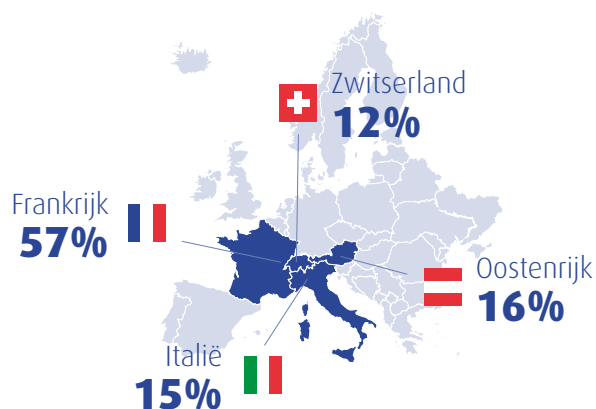 Zwitserland
12%
Frankrijk
57%
Oostenrijk
16%
Italië
15%